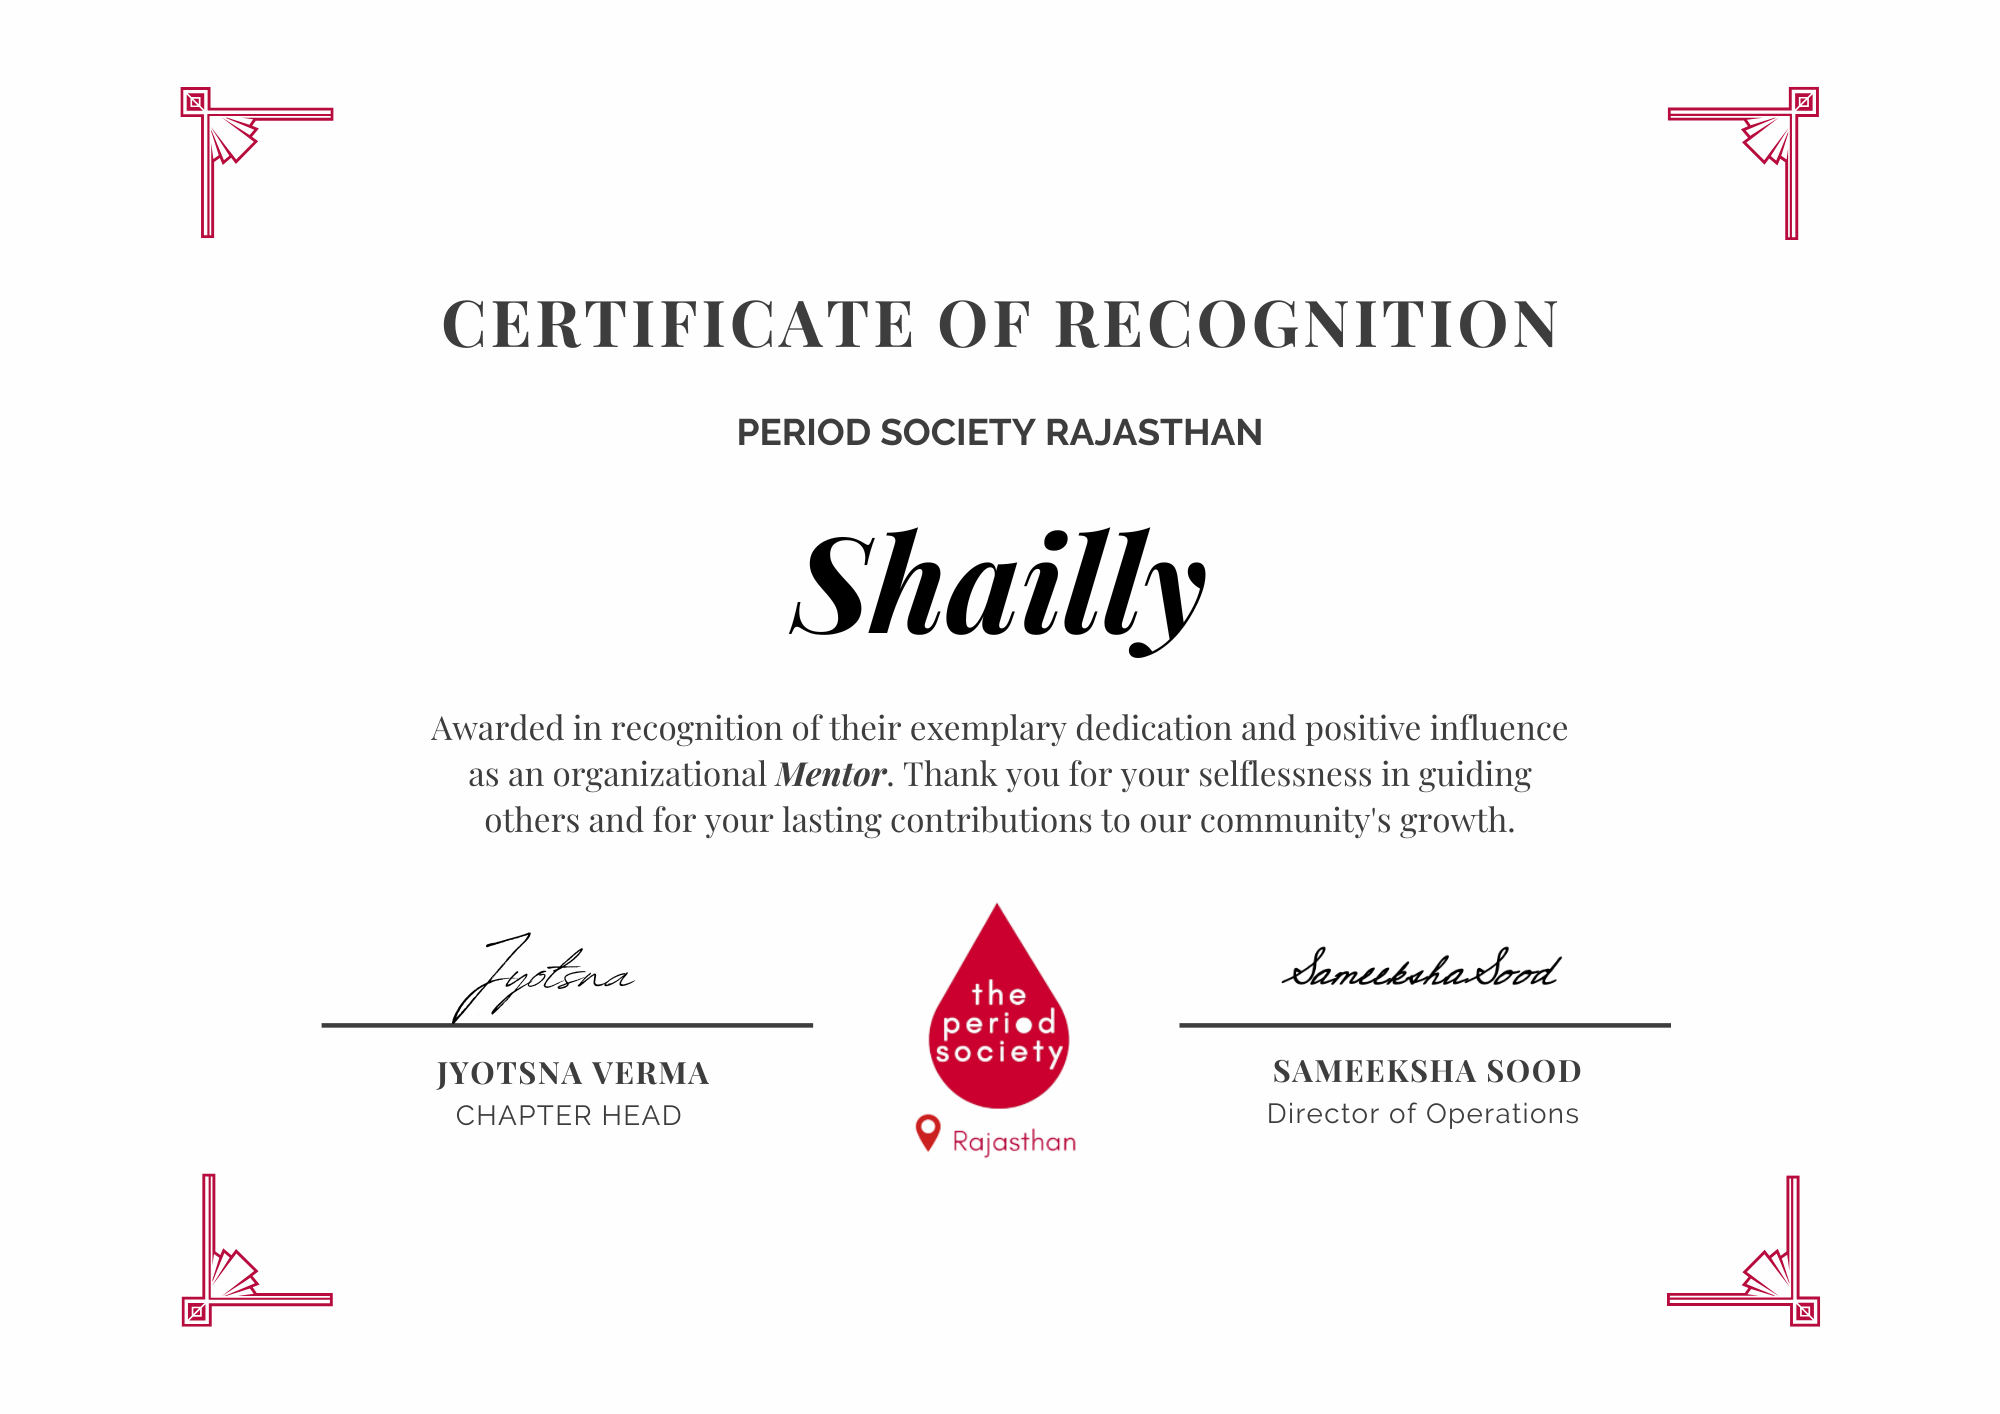 CERTIFICATE OF RECOGNITION
PERIOD SOCIETY RAJASTHAN
Shailly
Awarded in recognition of their exemplary dedication and positive influence
as an organizational Mentor. Thank you for your selflessness in guiding
others and for your lasting contributions to our community's growth.
Jyotsna
JYOTSNA VERMA
CHAPTER HEAD
the
period
society
Rajasthan
Sameeksha Sood
SAMEEKSHA SOOD
Director of Operations